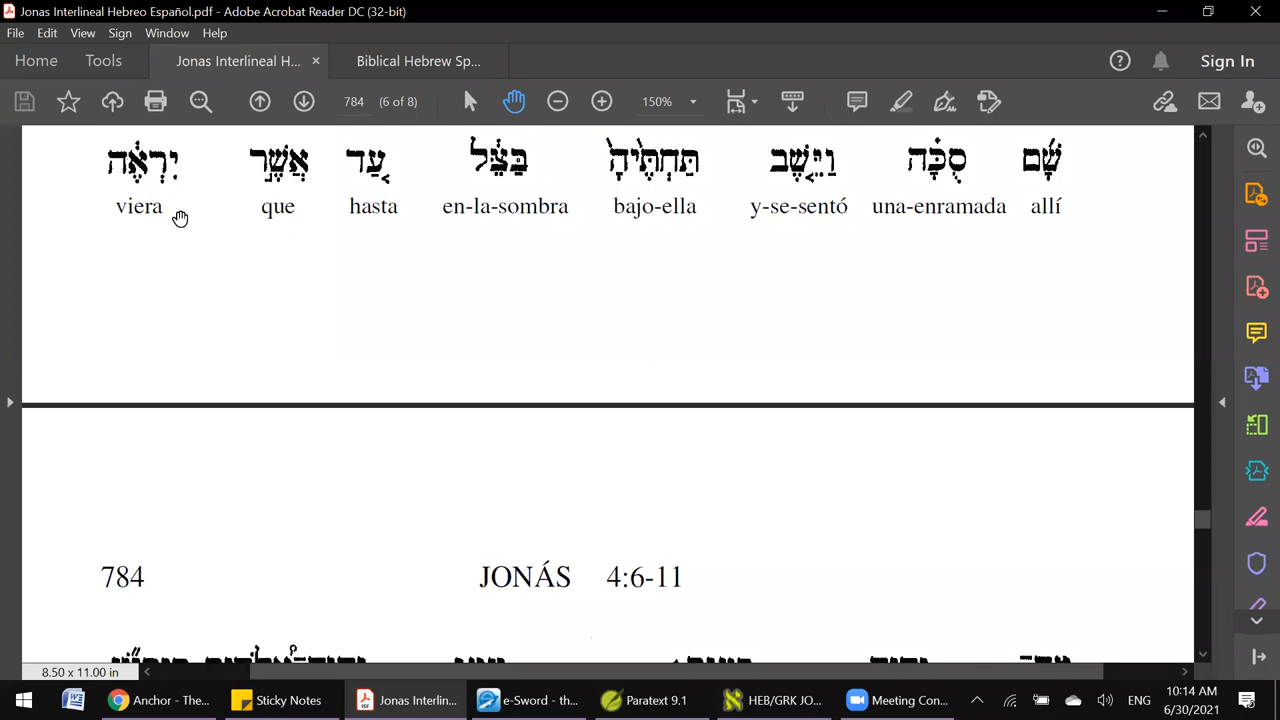 Jonas Interlineal Hebreo Español.pdf - Adobe Acrobat Reader DC (32-bit)
File Edit View Sign Window Help
Home Tools Jonas Interlineal H... × Biblical Hebrew Sp... Sign In
784 (6 of 8) 150%
שָׁ֜ם סֻכָּ֗ה וַיֵּ֤שֶׁב תַּחְתֶּ֙יהָ֙ בַּצֵּ֔ל עַ֚ד אֲשֶׁ֣ר יִרְאֶ֔ה
viera que hasta en-la-sombra bajo-ella y-se-sentó una-enramada allí
784 JONÁS 4:6-11
8.50 x 11.00 in
Anchor - The... Sticky Notes Jonas Interlin... e-Sword - th... Paratext 9.1 HEB/GRK JO... Meeting Con... ENG 10:14 AM
6/30/2021